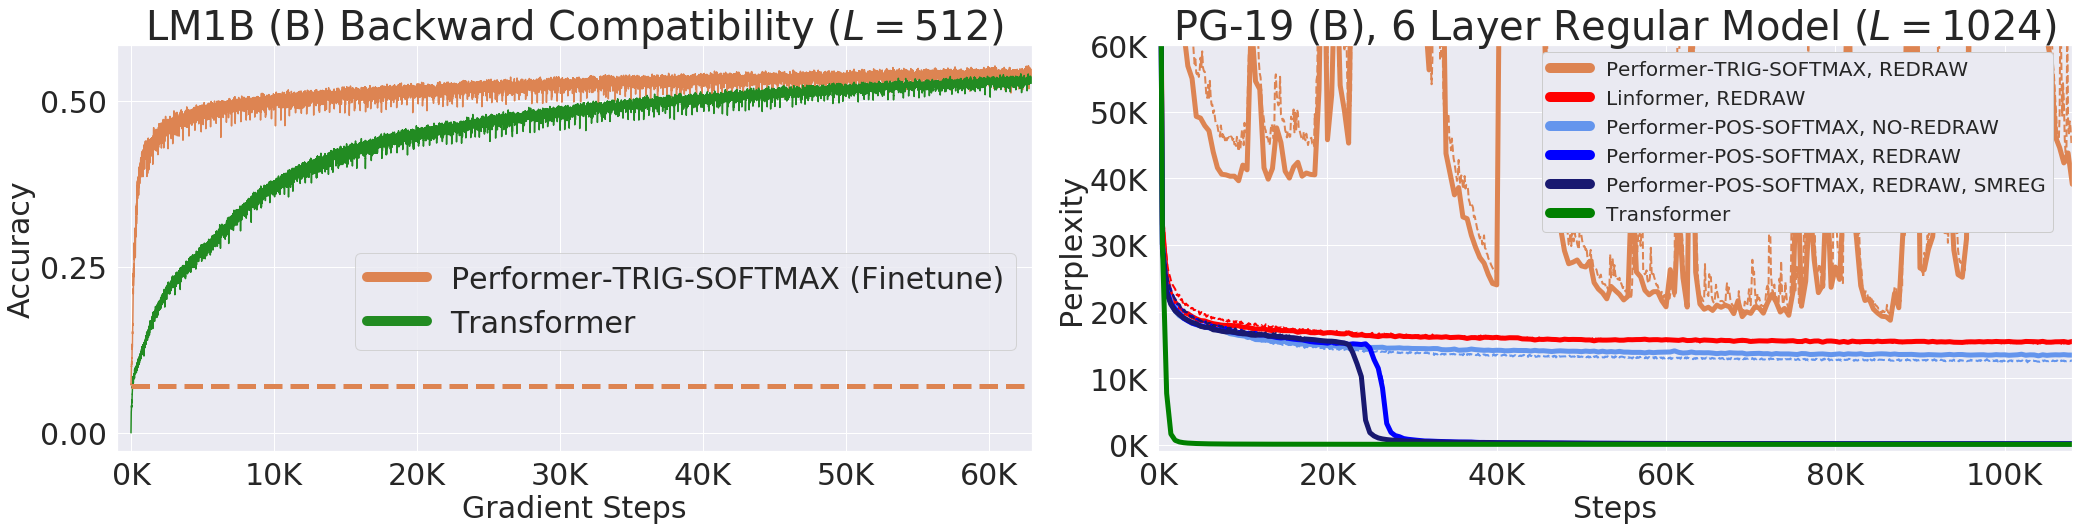 LM1B (B) Backward Compatibility (L = 512)
Accuracy
0.50
0.25
0.00
Performer-TRIG-SOFTMAX (Finetune)
Transformer
0K 10K 20K 30K 40K 50K 60K
Gradient Steps
PG-19 (B), 6 Layer Regular Model (L = 1024)
Perplexity
60K
50K
40K
30K
20K
10K
0K
Performer-TRIG-SOFTMAX, REDRAW
Linformer, REDRAW
Performer-POS-SOFTMAX, NO-REDRAW
Performer-POS-SOFTMAX, REDRAW
Performer-POS-SOFTMAX, REDRAW, SMREG
Transformer
0K 20K 40K 60K 80K 100K
Steps